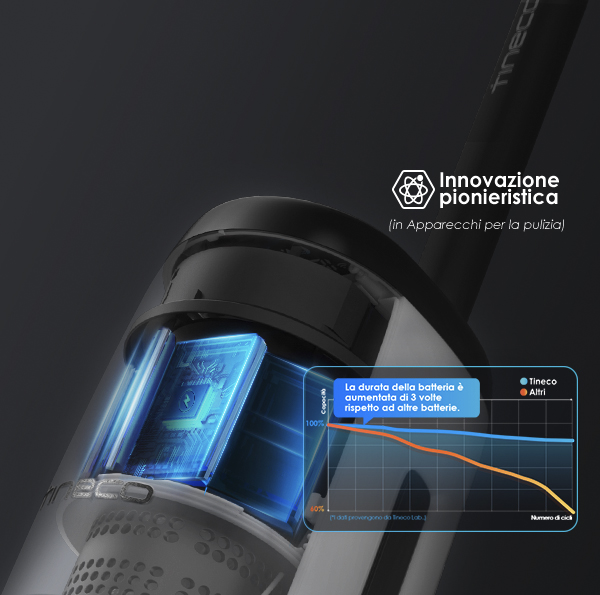 Tineco
Innovazione
pionieristica
(in Apparecchi per la pulizia)
La durata della batteria è
aumentata di 3 volte
rispetto ad altre batterie.
Tineco
Altri
Capacità
100%
60%
(*I dati provengono da Tineco Lab.)
Numero di cicli
Tineco